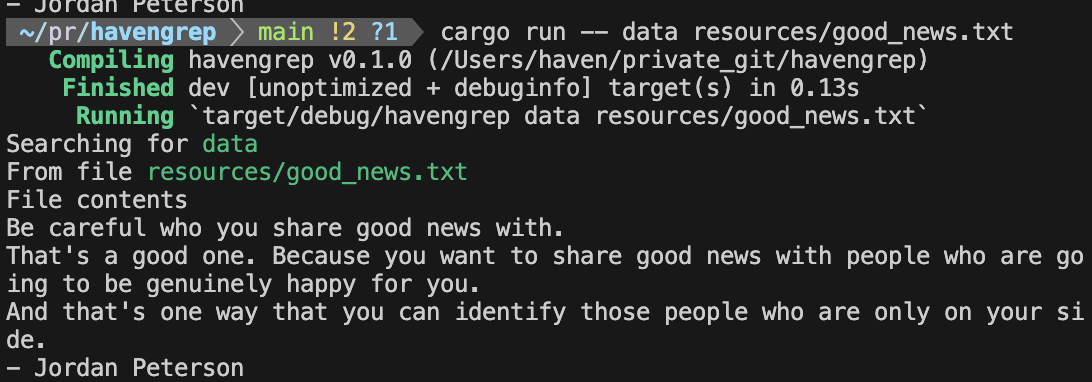 — Jordan Peterson
~/pr/havengrep main !2 ?1 cargo run -- data resources/good_news.txt
Compiling havengrep v0.1.0 (/Users/haven/private_git/havengrep)
Finished dev [unoptimized + debuginfo] target(s) in 0.13s
Running `target/debug/havengrep data resources/good_news.txt`
Searching for data
From file resources/good_news.txt
File contents
Be careful who you share good news with.
That's a good one. Because you want to share good news with people who are go
ing to be genuinely happy for you.
And that's one way that you can identify those people who are only on your si
de.
— Jordan Peterson